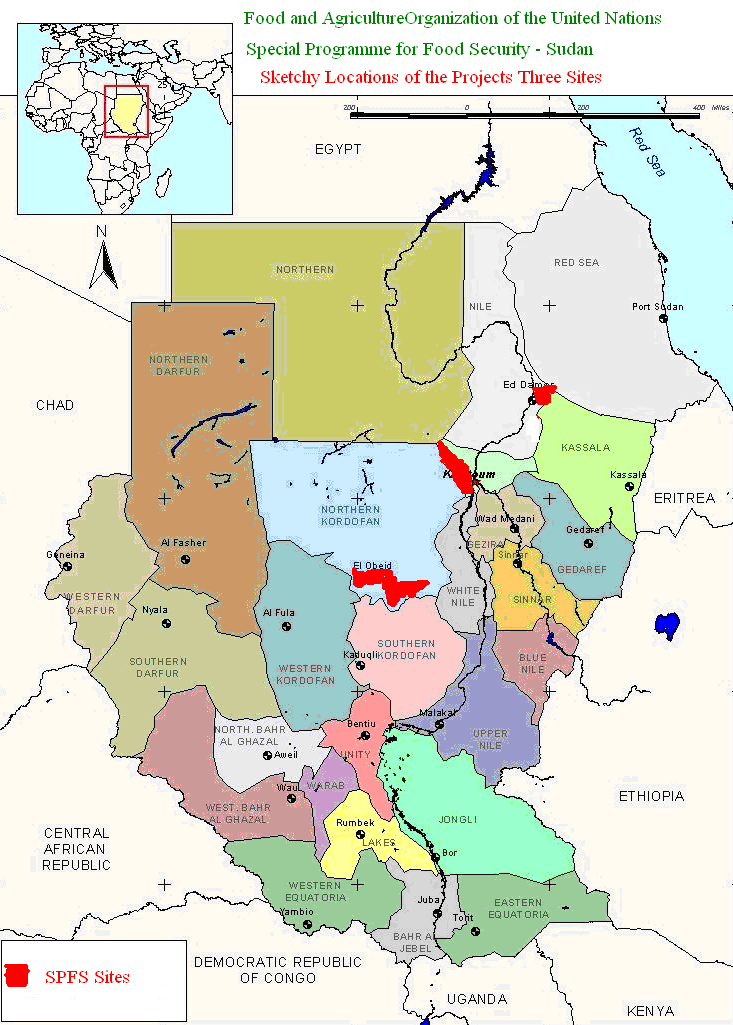 Food and AgricultureOrganization of the United Nations
Special Programme for Food Security - Sudan
Sketchy Locations of the Projects Three Sites
25
200 0 200 400 Miles
Red Sea
EGYPT
N
NORTHERN
RED SEA
NILE
Port Sudan
NORTHERN
DARFUR
Ed Damer
CHAD
KASSALA
Kassala
ERITREA
NORTHERN
KORDOFAN
Wad Medani
Gedaref
GEZIRA
Al Fasher
Sinnar
Geneina
El Obeid
GEDAREF
WESTERN
DARFUR
WHITE
NILE
SINNAR
Nyala
Al Fula
SOUTHERN
KORDOFAN
Kaduqli
BLUE
NILE
SOUTHERN
DARFUR
WESTERN
KORDOFAN
Malakal
Bentiu
NORTH. BAHR
AL GHAZAL
UPPER
NILE
Aweil
UNITY
WARAB
Wau
ETHIOPIA
WEST. BAHR
AL GHAZAL
Rumbek
JONGLI
CENTRAL
AFRICAN
REPUBLIC
LAKES
Bor
WESTERN
EQUATORIA
Juba
EASTERN
EQUATORIA
Yambio
Torit
BAHR AL
JEBEL
DEMOCRATIC REPUBLIC
OF CONGO
SPFS Sites
UGANDA
KENYA